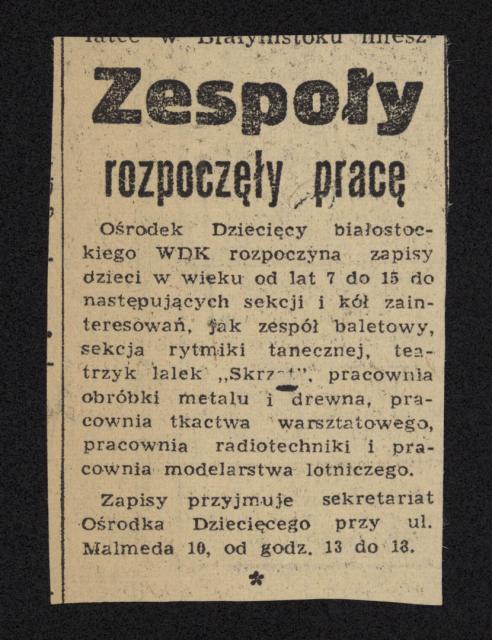 w Białymstoku miesz-
Zespoły
rozpoczęły pracę
Ośrodek Dziecięcy białostoc-
kiego WDK rozpoczyna zapisy
dzieci w wieku od lat 7 do 15 do
następujących sekcji i kół zain-
teresowań, jak zespół baletowy,
sekcja rytmiki tanecznej, tea-
trzyk lalek „Skrzat”, pracownia
obróbki metalu i drewna, pra-
cownia tkactwa warsztatowego,
pracownia radiotechniki i pra-
cownia modelarstwa lotniczego.
Zapisy przyjmuje sekretariat
Ośrodka Dziecięcego przy ul.
Malmeda 10, od godz. 13 do 18.
*